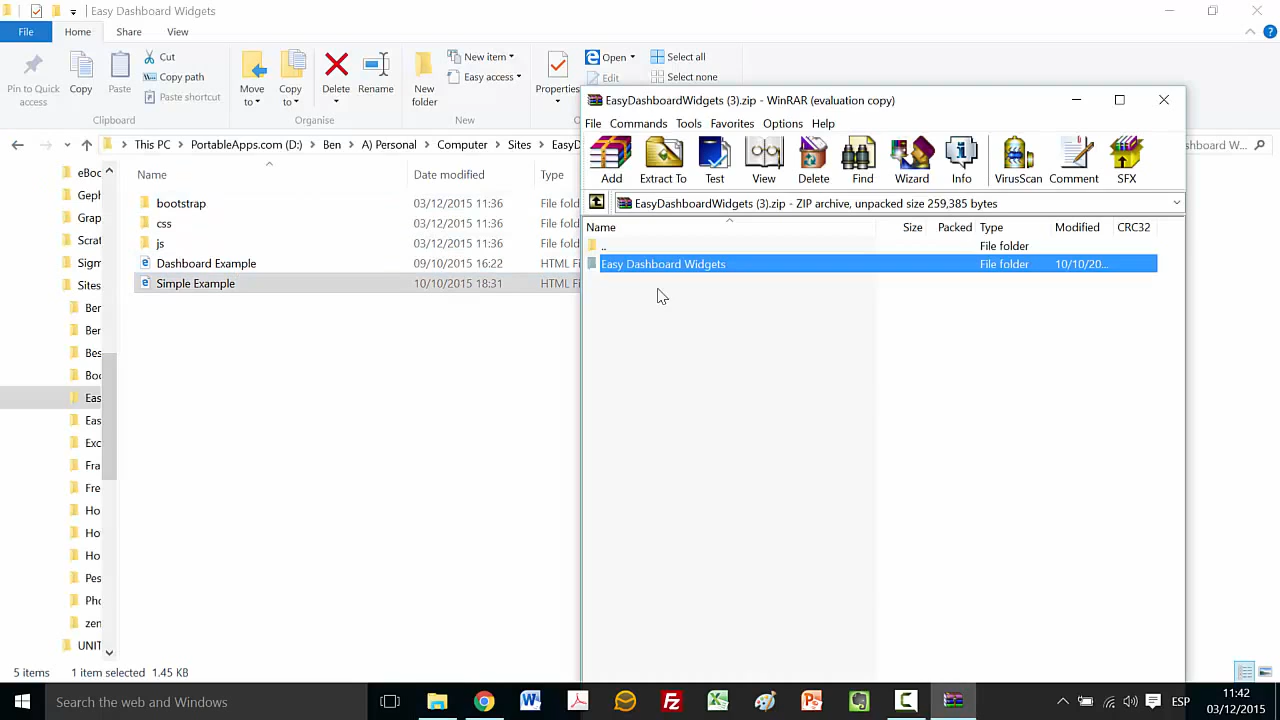 Easy Dashboard Widgets
File Home Share View
Pin to Quick access
Copy
Paste
Cut
Copy path
Paste shortcut
Clipboard
Move to
Copy to
Delete
Rename
Organise
New folder
New item
Easy access
New
Properties
Open
Edit
Select all
Select none
This PC PortableApps.com (D:) Ben A) Personal Computer Sites EasyD
Name Date modified Type
bootstrap 03/12/2015 11:36 File fo
css 03/12/2015 11:36 File fo
js 03/12/2015 11:36 File fo
Dashboard Example 09/10/2015 16:22 HTML Fi
Simple Example 10/10/2015 18:31 HTML Fi
eBo
Geph
Grap
Scrat
Sigm
Sites
Ber
Ber
Bes
Boo
Eas
Eas
Exc
Fra
Fre
Ho
Ho
Ho
Pes
Pho
zen
UNIT
5 items 1 item selected 1.45 KB
EasyDashboardWidgets (3).zip - WinRAR (evaluation copy)
File Commands Tools Favorites Options Help
Add Extract To Test View Delete Find Wizard Info VirusScan Comment SFX
EasyDashboardWidgets (3).zip - ZIP archive, unpacked size 259,385 bytes
Name Size Packed Type Modified CRC32
.. File folder
Easy Dashboard Widgets File folder 10/10/20...
Search the web and Windows
ESP
11:42
03/12/2015